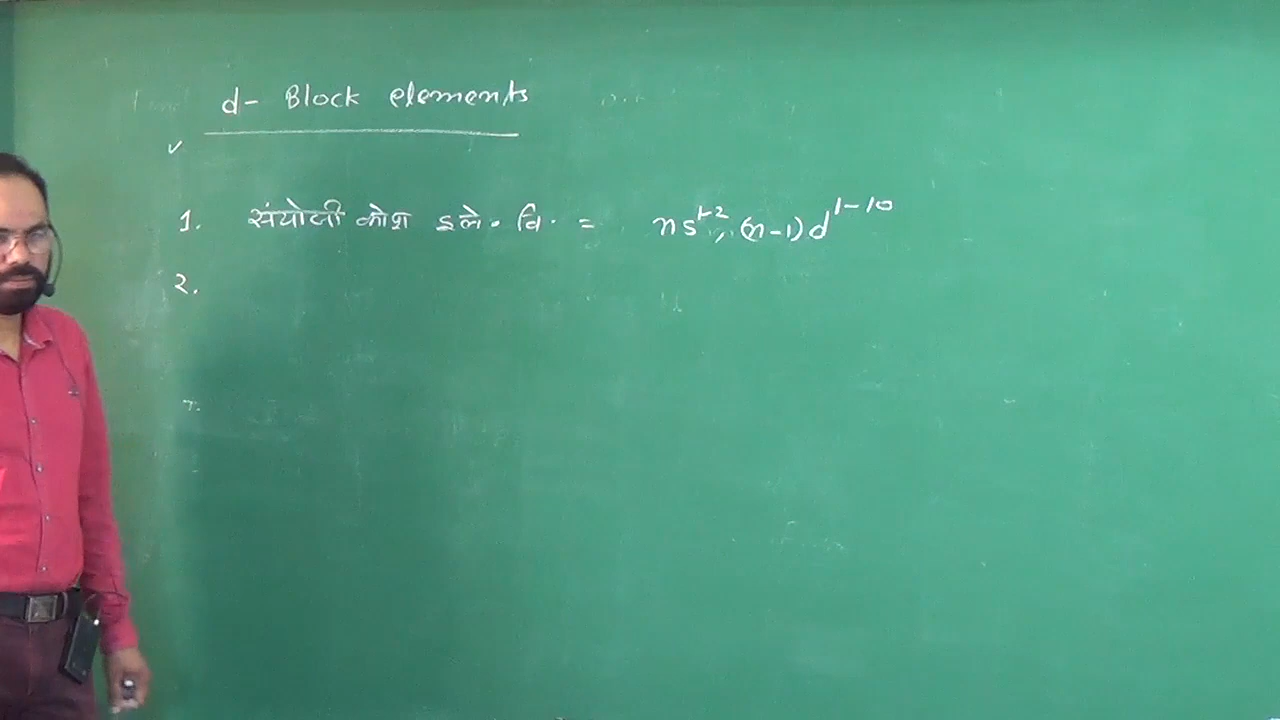 d- Block elements
1. संयोजी कोश इले. वि. = ns¹⁻², (n-1)d¹⁻¹⁰
2.